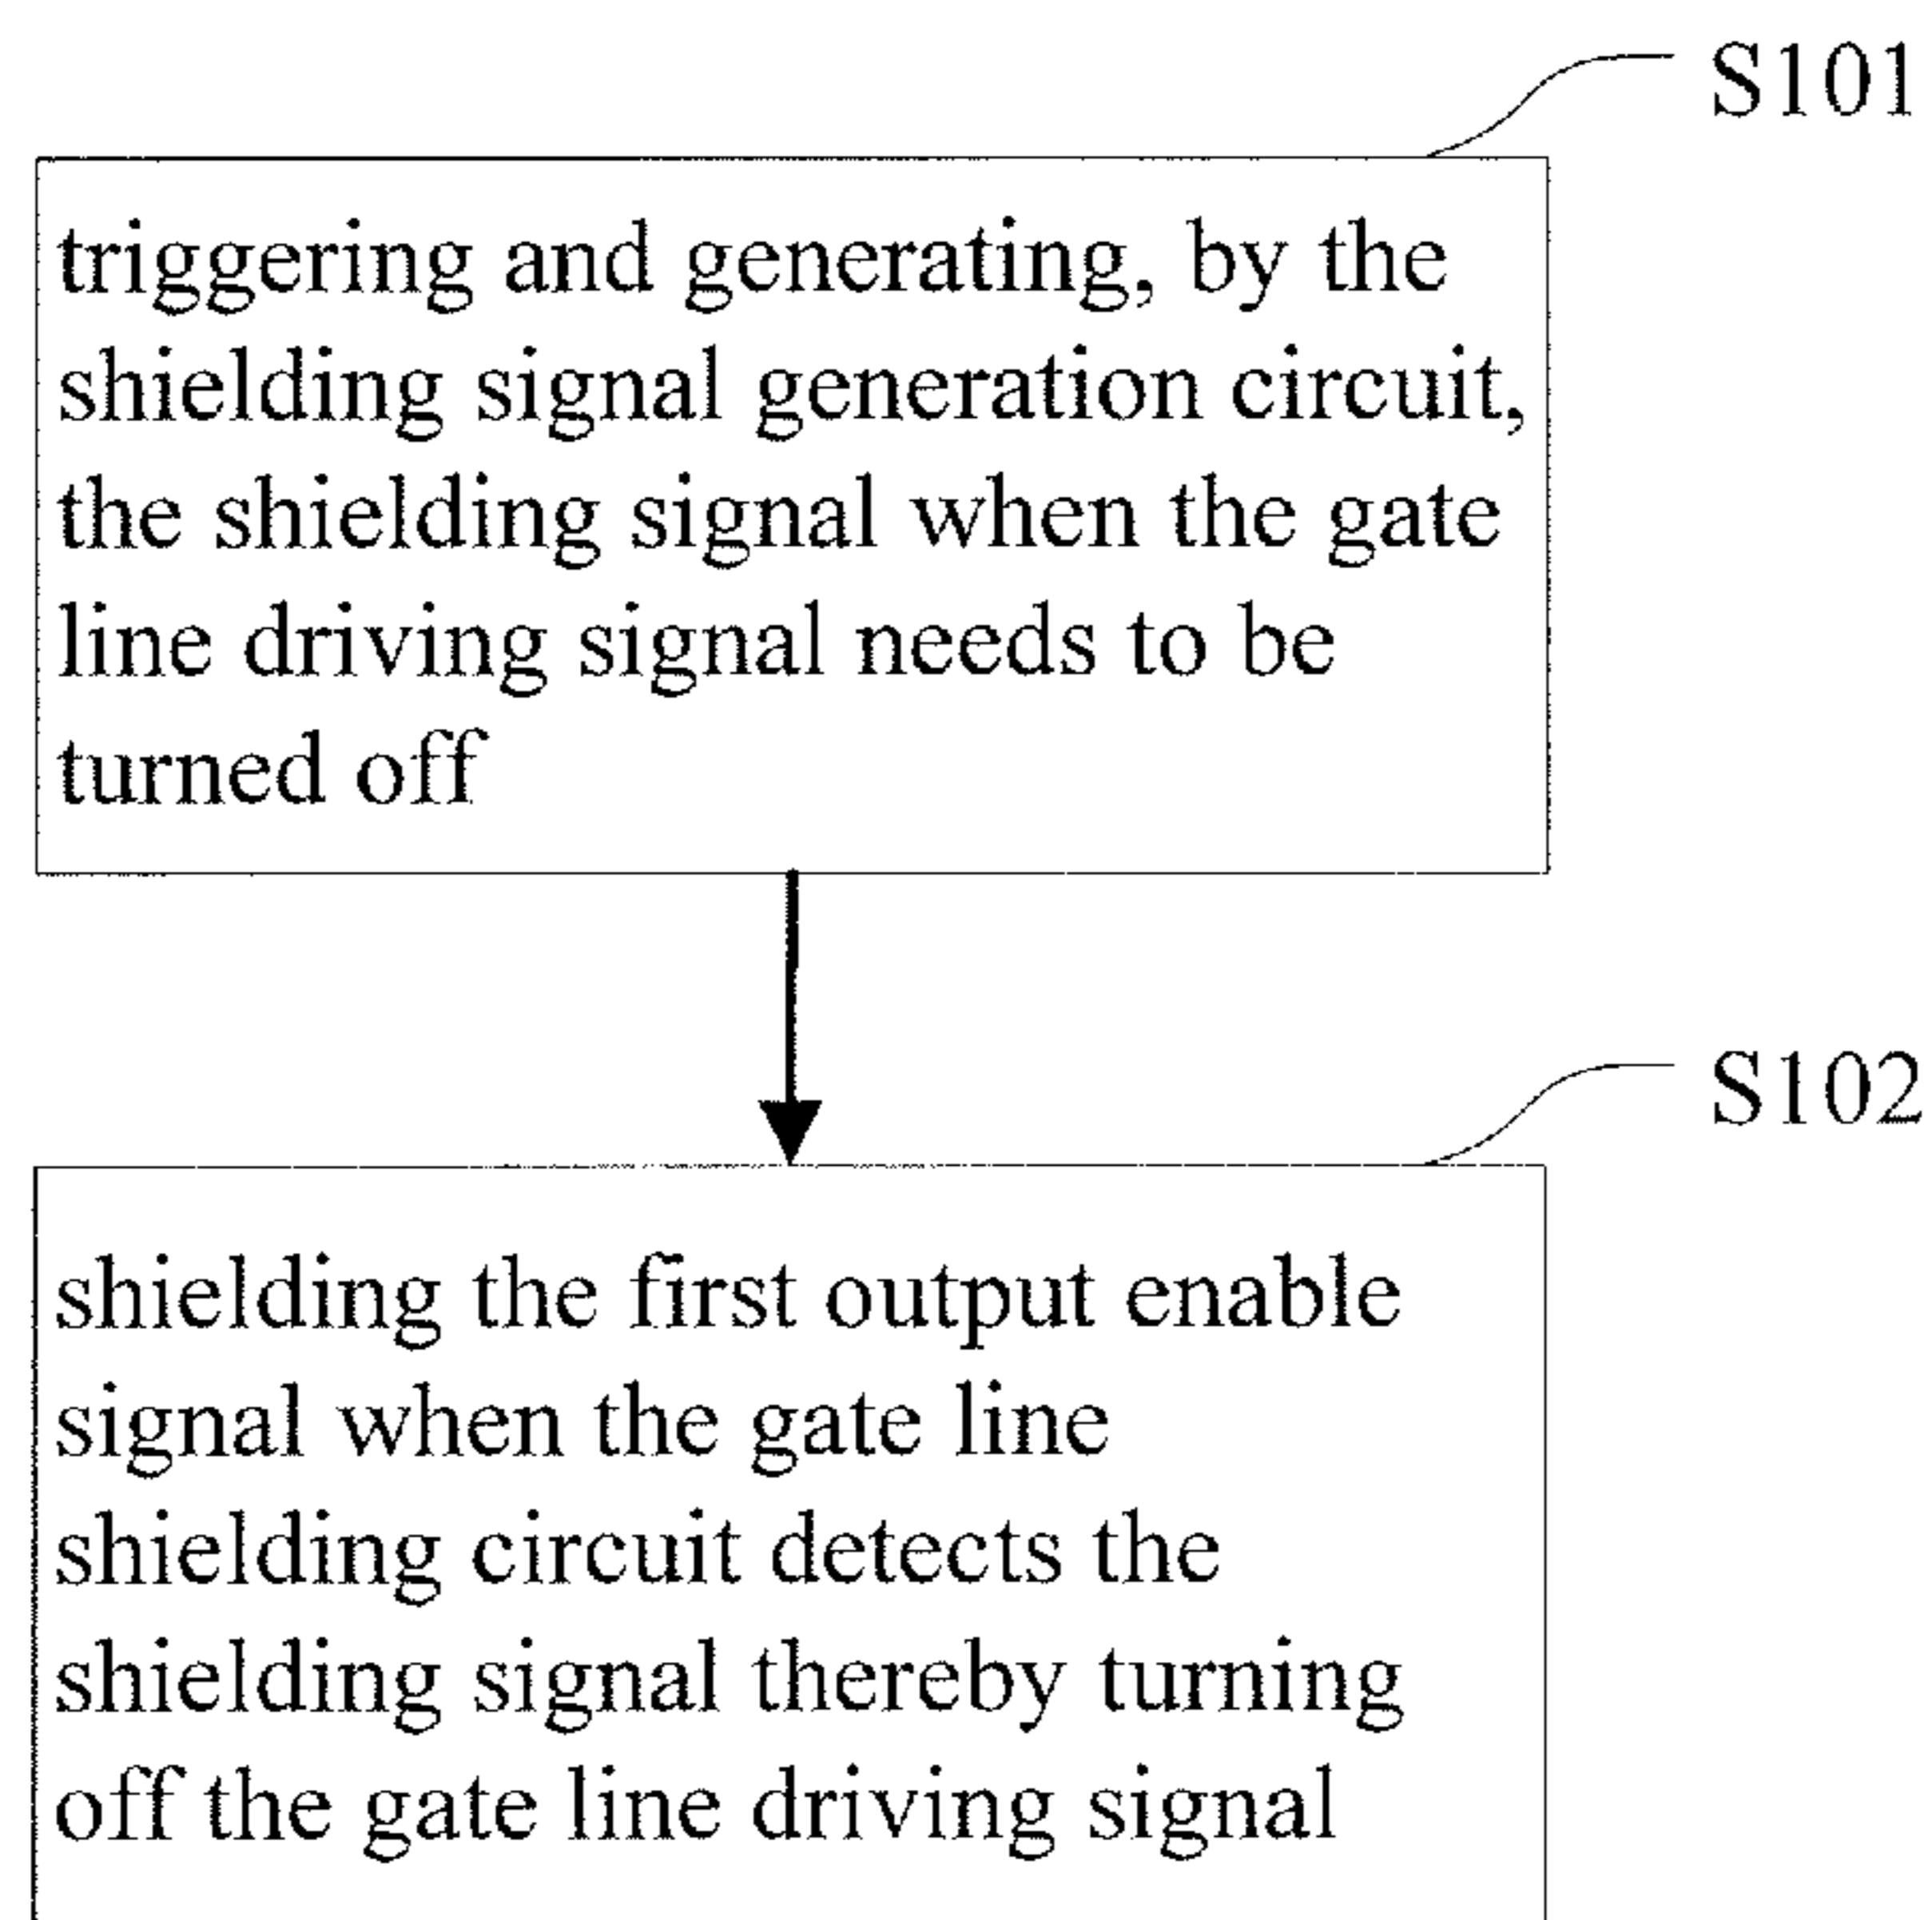 S101
triggering and generating, by the
shielding signal generation circuit,
the shielding signal when the gate
line driving signal needs to be
turned off
S102
shielding the first output enable
signal when the gate line
shielding circuit detects the
shielding signal thereby turning
off the gate line driving signal